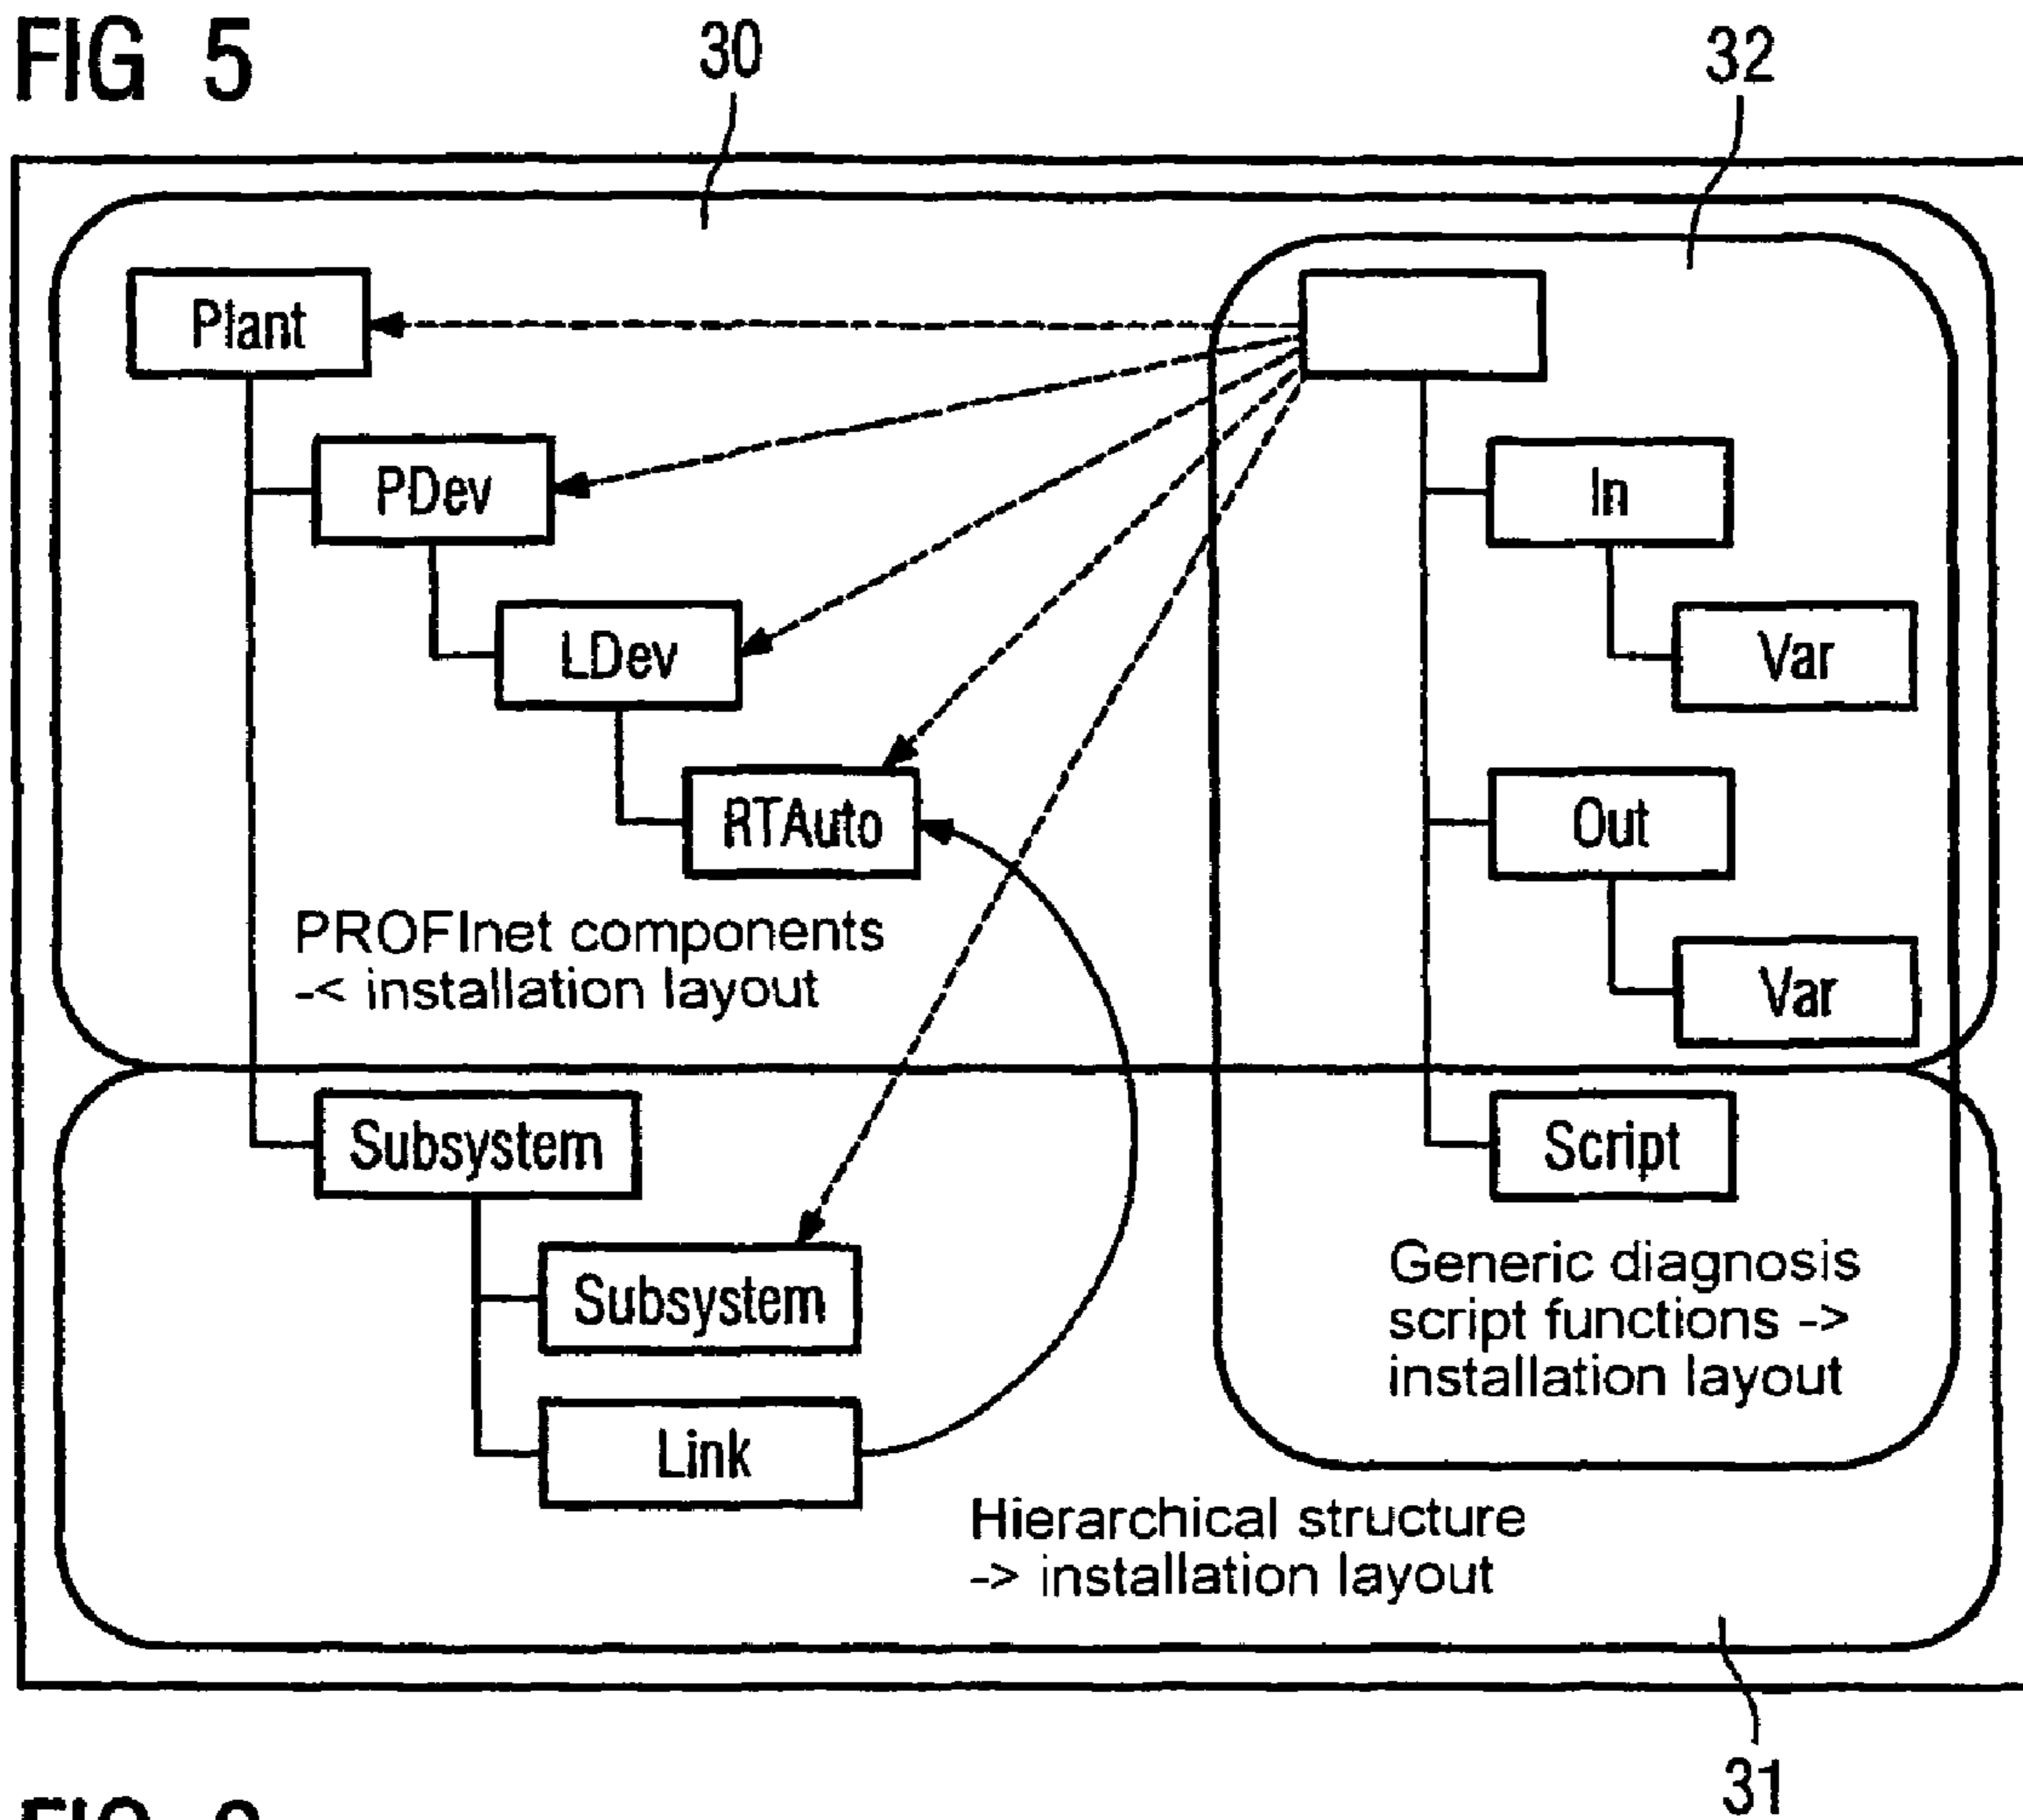 FIG 5
30
32
Plant
PDev
In
LDev
Var
RTAuto
Out
PROFInet components
-< installation layout
Var
Subsystem
Script
Subsystem
Generic diagnosis
script functions ->
installation layout
Link
Hierarchical structure
-> installation layout
31